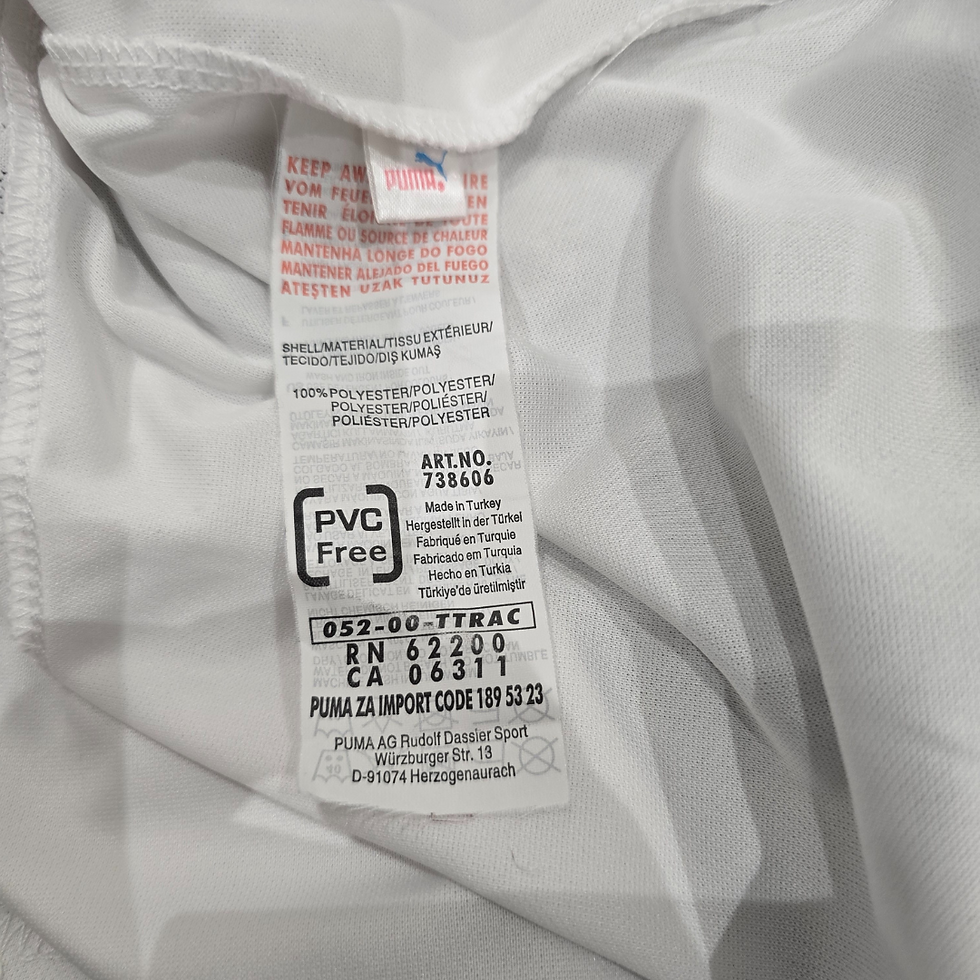 PUMA
KEEP
VOM
TENIR
FLAMME OU SOURCE DE CHALEUR
MANTENHA LONGE DO FOGO
MANTENER ALEJADO DEL FUEGO
ATEŞTEN UZAK TUTUNUZ
SHELL/MATERIAL/TISSU EXTÉRIEUR/
TECIDO/TEJIDO/DIŞ KUMAŞ
100%POLYESTER/POLYESTER/
POLYESTER/POLIÉSTER/
POLIÉSTER/POLYESTER
ART.NO.
738606
PVC
Free
Made in Turkey
Hergestellt in der Türkei
Fabriqué en Turquie
Fabricado em Turquia
Hecho en Turkia
Türkiye'de üretilmiştir
052-00-TTRAC
RN 62200
CA 06311
PUMA ZA IMPORT CODE 189 53 23
PUMA AG Rudolf Dassler Sport
Würzburger Str. 13
D-91074 Herzogenaurach